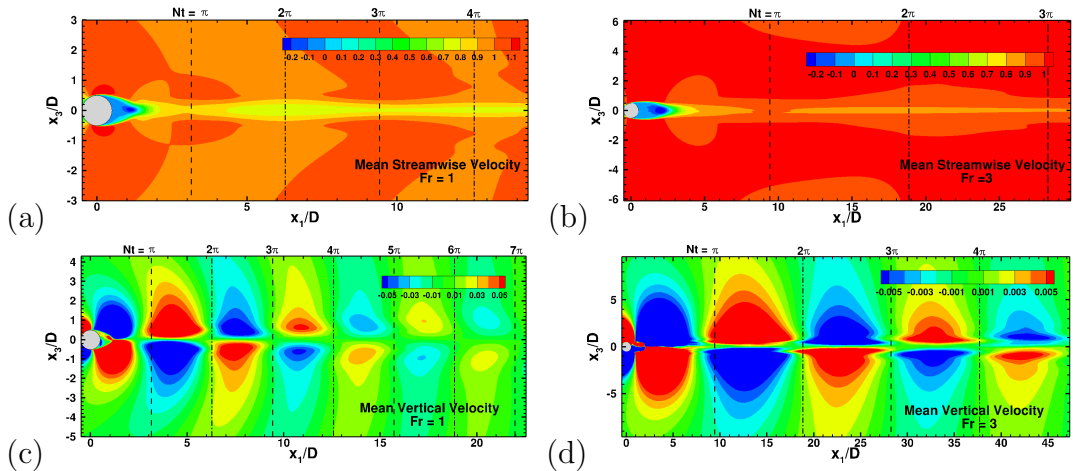 (a)
Nt = π 2π 3π 4π
-0.2 -0.1 0 0.1 0.2 0.3 0.4 0.5 0.6 0.7 0.8 0.9 1 1.1
x3/D
3
2
1
0
-1
-2
-3
Mean Streamwise Velocity
Fr = 1
0 5 10
x1/D
(b)
Nt = π 2π 3π
-0.2 -0.1 0 0.1 0.2 0.3 0.4 0.5 0.6 0.7 0.8 0.9 1
x3/D
6
4
2
0
-2
-4
-6
Mean Streamwise Velocity
Fr =3
0 5 10 15 20 25
x1/D
(c)
Nt = π 2π 3π 4π 5π 6π 7π
-0.05 -0.03 -0.01 0.01 0.03 0.05
x3/D
4
3
2
1
0
-1
-2
-3
-4
-5
Mean Vertical Velocity
Fr = 1
0 5 10 15 20
x1/D
(d)
Nt = π 2π 3π 4π
-0.005 -0.003 -0.001 0.001 0.003 0.005
x3/D
5
0
-5
Mean Vertical Velocity
Fr = 3
0 5 10 15 20 25 30 35 40 45
x1/D